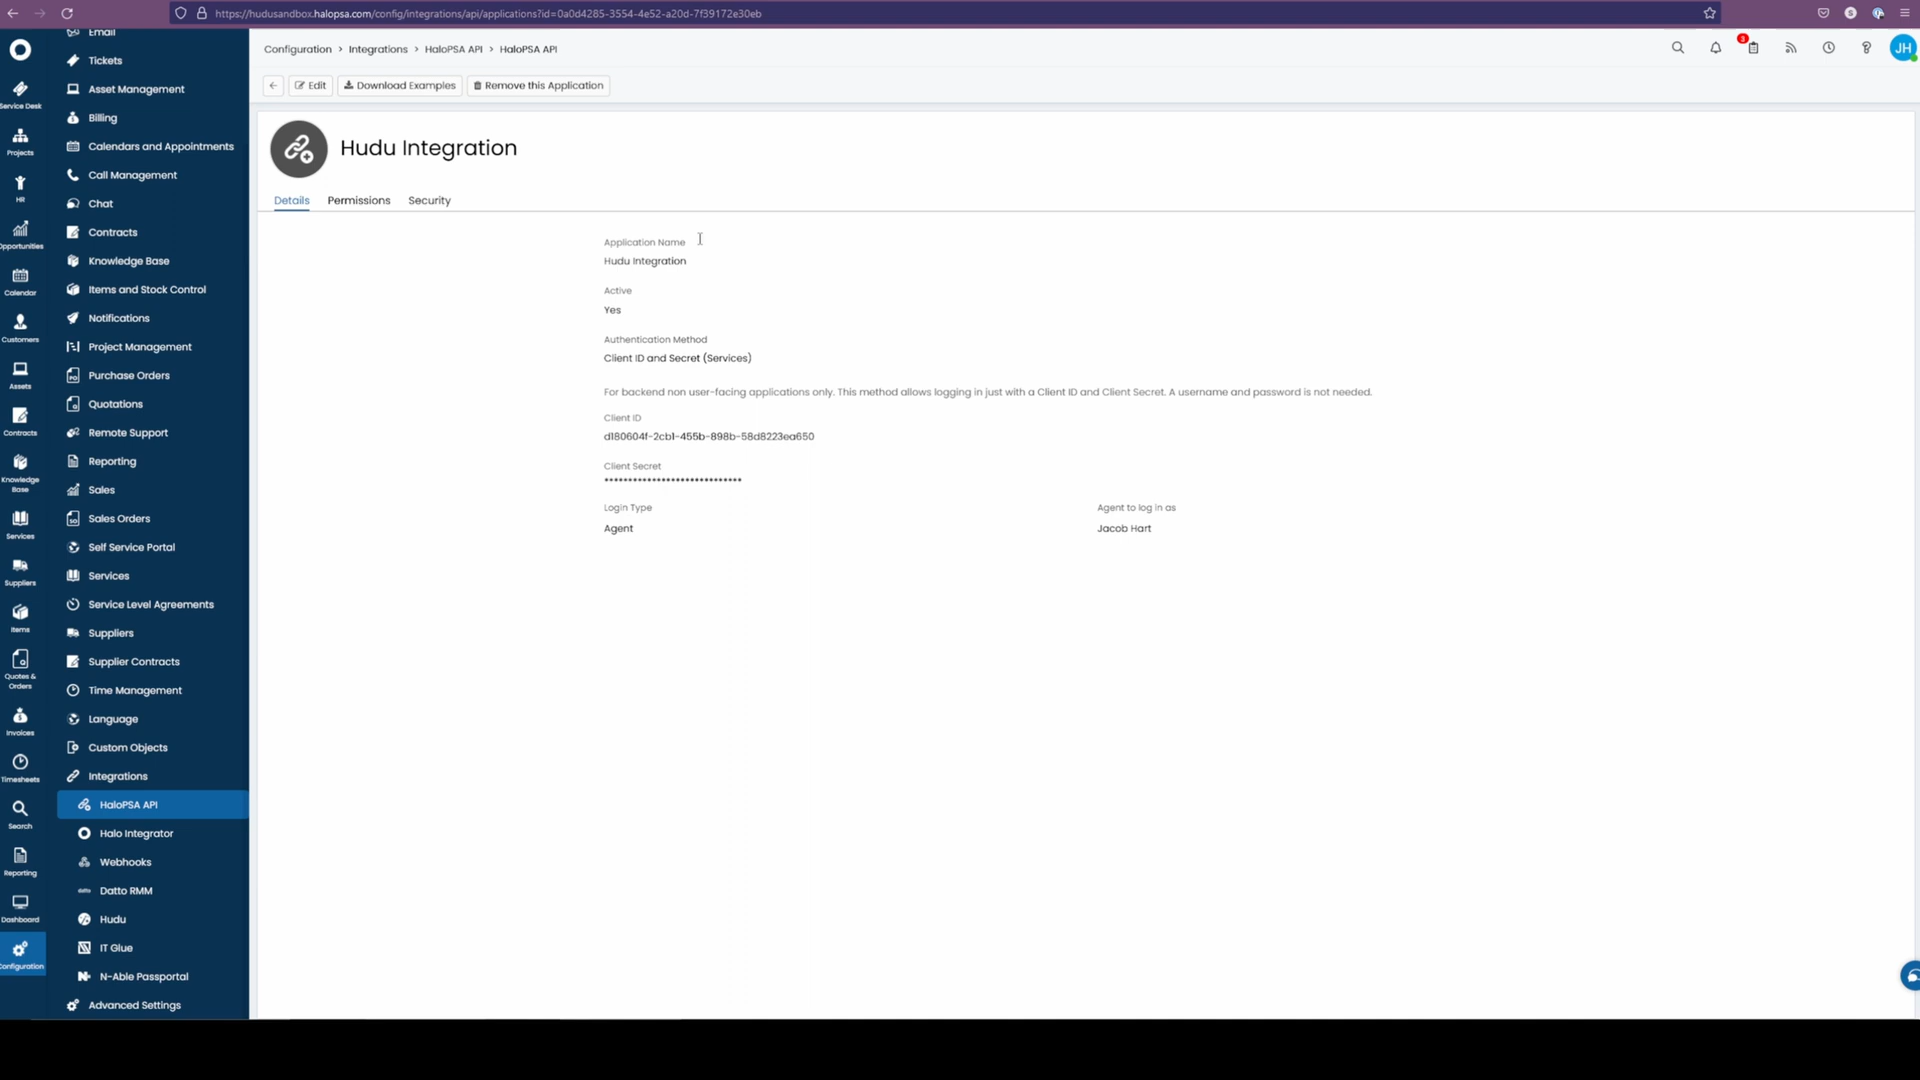 https://hudusandbox.halopsa.com/config/integrations/api/applications?id=0a0d4285-3554-4e52-a20d-7f39172e30eb
Service Desk
Projects
HR
Opportunities
Calendar
Customers
Assets
Contracts
Knowledge
Base
Services
Suppliers
Items
Quotes &
Orders
Invoices
Timesheets
Search
Reporting
Dashboard
Configuration
Email
Tickets
Asset Management
Billing
Calendars and Appointments
Call Management
Chat
Contracts
Knowledge Base
Items and Stock Control
Notifications
Project Management
Purchase Orders
Quotations
Remote Support
Reporting
Sales
Sales Orders
Self Service Portal
Services
Service Level Agreements
Suppliers
Supplier Contracts
Time Management
Language
Custom Objects
Integrations
HaloPSA API
Halo Integrator
Webhooks
Datto RMM
Hudu
IT Glue
N-Able Passportal
Advanced Settings
Configuration > Integrations > HaloPSA API > HaloPSA API
3
JH
Edit Download Examples Remove this Application
Hudu Integration
Details Permissions Security
Application Name
Hudu Integration
Active
Yes
Authentication Method
Client ID and Secret (Services)
For backend non user-facing applications only. This method allows logging in just with a Client ID and Client Secret. A username and password is not needed.
Client ID
d180604f-2cb1-455b-898b-58d8223ea650
Client Secret
•••••••••••••••••••••••••••••
Login Type Agent to log in as
Agent Jacob Hart